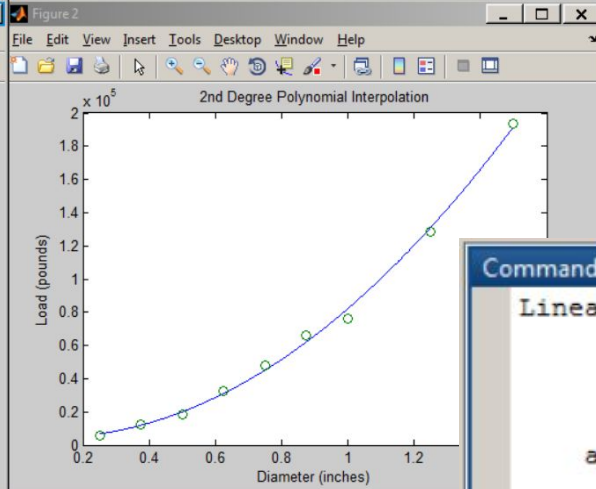 Figure 2
File Edit View Insert Tools Desktop Window Help
x 10^5
2nd Degree Polynomial Interpolation
2
1.8
1.6
1.4
1.2
1
0.8
0.6
0.4
0.2
0
Load (pounds)
0.2 0.4 0.6 0.8 1 1.2
Diameter (inches)
Command
Linea
a